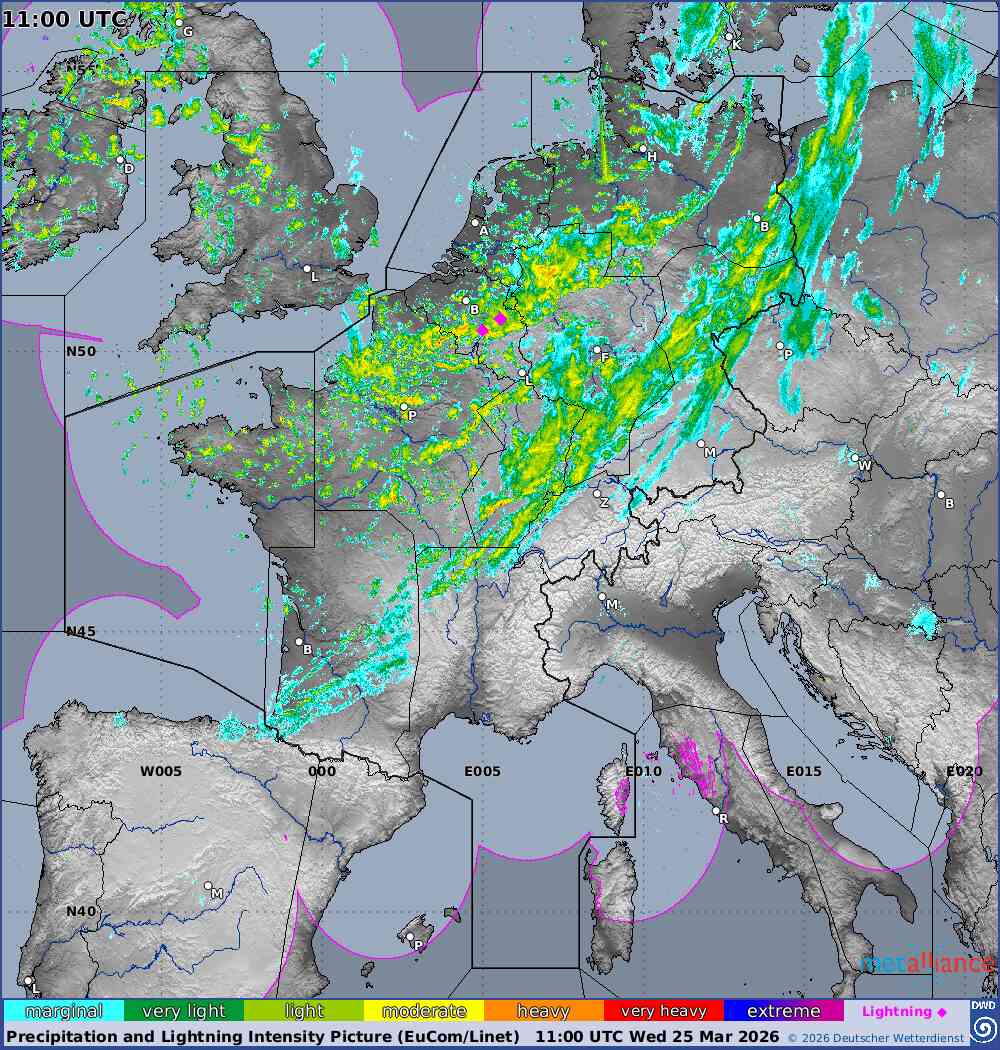 11:00 UTC
G
K
N55
D
H
A
B
L
B
N50
P
F
L
P
M
W
Z
B
M
N45
B
W005
000
E005
E010
E015
E020
R
M
N40
P
L
metalliance
marginal very light light moderate heavy very heavy extreme Lightning ◆ DWD
Precipitation and Lightning Intensity Picture (EuCom/Linet) 11:00 UTC Wed 25 Mar 2026 © 2026 Deutscher Wetterdienst